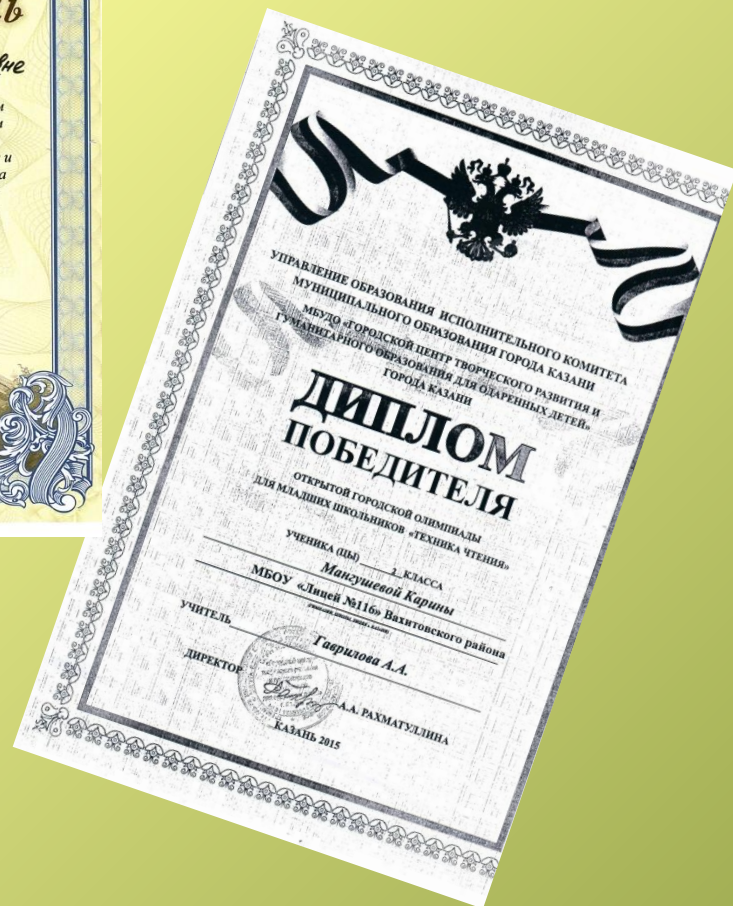 УПРАВЛЕНИЕ ОБРАЗОВАНИЯ ИСПОЛНИТЕЛЬНОГО КОМИТЕТА
МУНИЦИПАЛЬНОГО ОБРАЗОВАНИЯ ГОРОДА КАЗАНИ
МБУДО «ГОРОДСКОЙ ЦЕНТР ТВОРЧЕСКОГО РАЗВИТИЯ И
ГУМАНИТАРНОГО ОБРАЗОВАНИЯ ДЛЯ ОДАРЕННЫХ ДЕТЕЙ»
ГОРОДА КАЗАНИ
ДИПЛОМ
ПОБЕДИТЕЛЯ
ОТКРЫТОЙ ГОРОДСКОЙ ОЛИМПИАДЫ
ДЛЯ МЛАДШИХ ШКОЛЬНИКОВ «ТЕХНИКА ЧТЕНИЯ»
УЧЕНИКА (ЦЫ) 2 КЛАССА
Мангушевой Карины
МБОУ «Лицей №116» Вахитовского района
УЧИТЕЛЬ Гаврилова А.А.
ДИРЕКТОР А.А. РАХМАТУЛЛИНА
КАЗАНЬ 2015